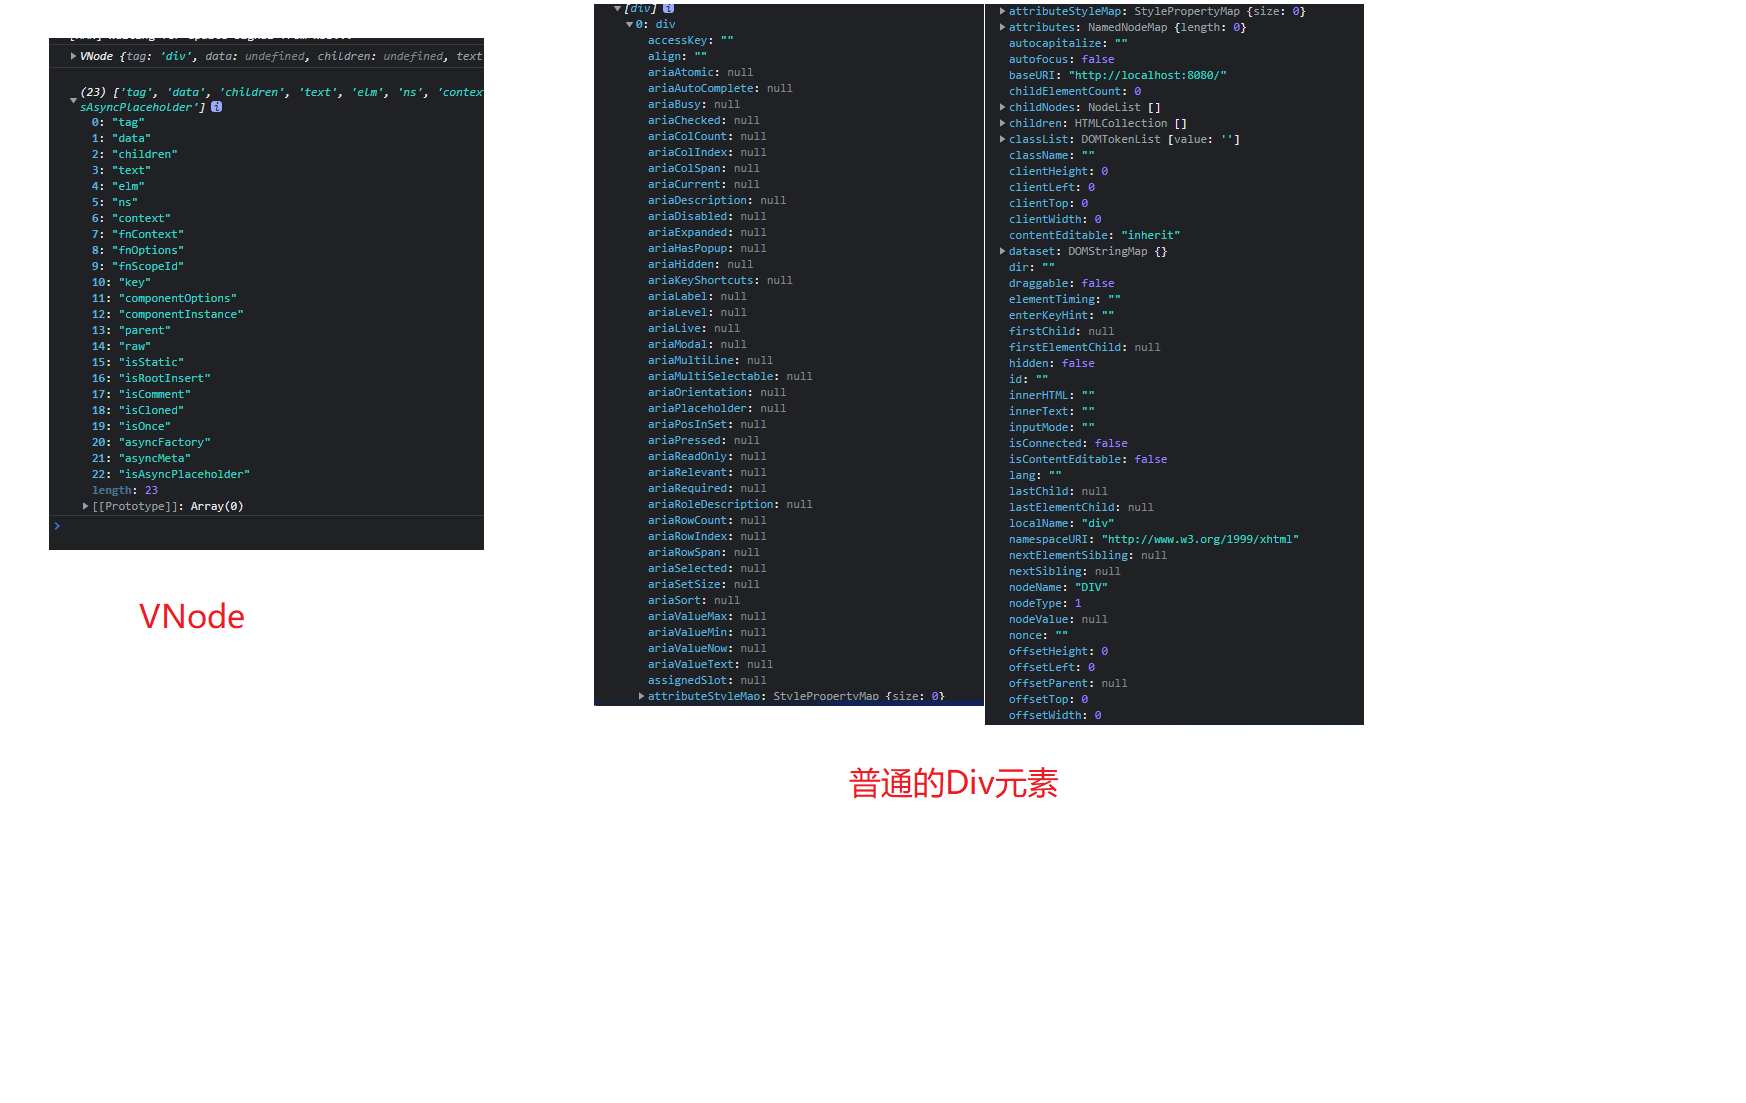 VNode {tag: 'div', data: undefined, children: undefined, text
(23) ['tag', 'data', 'children', 'text', 'elm', 'ns', 'contex
sAsyncPlaceholder']
0: "tag"
1: "data"
2: "children"
3: "text"
4: "elm"
5: "ns"
6: "context"
7: "fnContext"
8: "fnOptions"
9: "fnScopeId"
10: "key"
11: "componentOptions"
12: "componentInstance"
13: "parent"
14: "raw"
15: "isStatic"
16: "isRootInsert"
17: "isComment"
18: "isCloned"
19: "isOnce"
20: "asyncFactory"
21: "asyncMeta"
22: "isAsyncPlaceholder"
length: 23
[[Prototype]]: Array(0)
VNode
[div]
0: div
accessKey: ""
align: ""
ariaAtomic: null
ariaAutoComplete: null
ariaBusy: null
ariaChecked: null
ariaColCount: null
ariaColIndex: null
ariaColSpan: null
ariaCurrent: null
ariaDescription: null
ariaDisabled: null
ariaExpanded: null
ariaHasPopup: null
ariaHidden: null
ariaKeyShortcuts: null
ariaLabel: null
ariaLevel: null
ariaLive: null
ariaModal: null
ariaMultiLine: null
ariaMultiSelectable: null
ariaOrientation: null
ariaPlaceholder: null
ariaPosInSet: null
ariaPressed: null
ariaReadOnly: null
ariaRelevant: null
ariaRequired: null
ariaRoleDescription: null
ariaRowCount: null
ariaRowIndex: null
ariaRowSpan: null
ariaSelected: null
ariaSetSize: null
ariaSort: null
ariaValueMax: null
ariaValueMin: null
ariaValueNow: null
ariaValueText: null
assignedSlot: null
attributeStyleMap: StylePropertyMap {size: 0}
attributeStyleMap: StylePropertyMap {size: 0}
attributes: NamedNodeMap {length: 0}
autocapitalize: ""
autofocus: false
baseURI: "http://localhost:8080/"
childElementCount: 0
childNodes: NodeList []
children: HTMLCollection []
classList: DOMTokenList [value: '']
className: ""
clientHeight: 0
clientLeft: 0
clientTop: 0
clientWidth: 0
contentEditable: "inherit"
dataset: DOMStringMap {}
dir: ""
draggable: false
elementTiming: ""
enterKeyHint: ""
firstChild: null
firstElementChild: null
hidden: false
id: ""
innerHTML: ""
innerText: ""
inputMode: ""
isConnected: false
isContentEditable: false
lang: ""
lastChild: null
lastElementChild: null
localName: "div"
namespaceURI: "http://www.w3.org/1999/xhtml"
nextElementSibling: null
nextSibling: null
nodeName: "DIV"
nodeType: 1
nodeValue: null
nonce: ""
offsetHeight: 0
offsetLeft: 0
offsetParent: null
offsetTop: 0
offsetWidth: 0
普通的Div元素